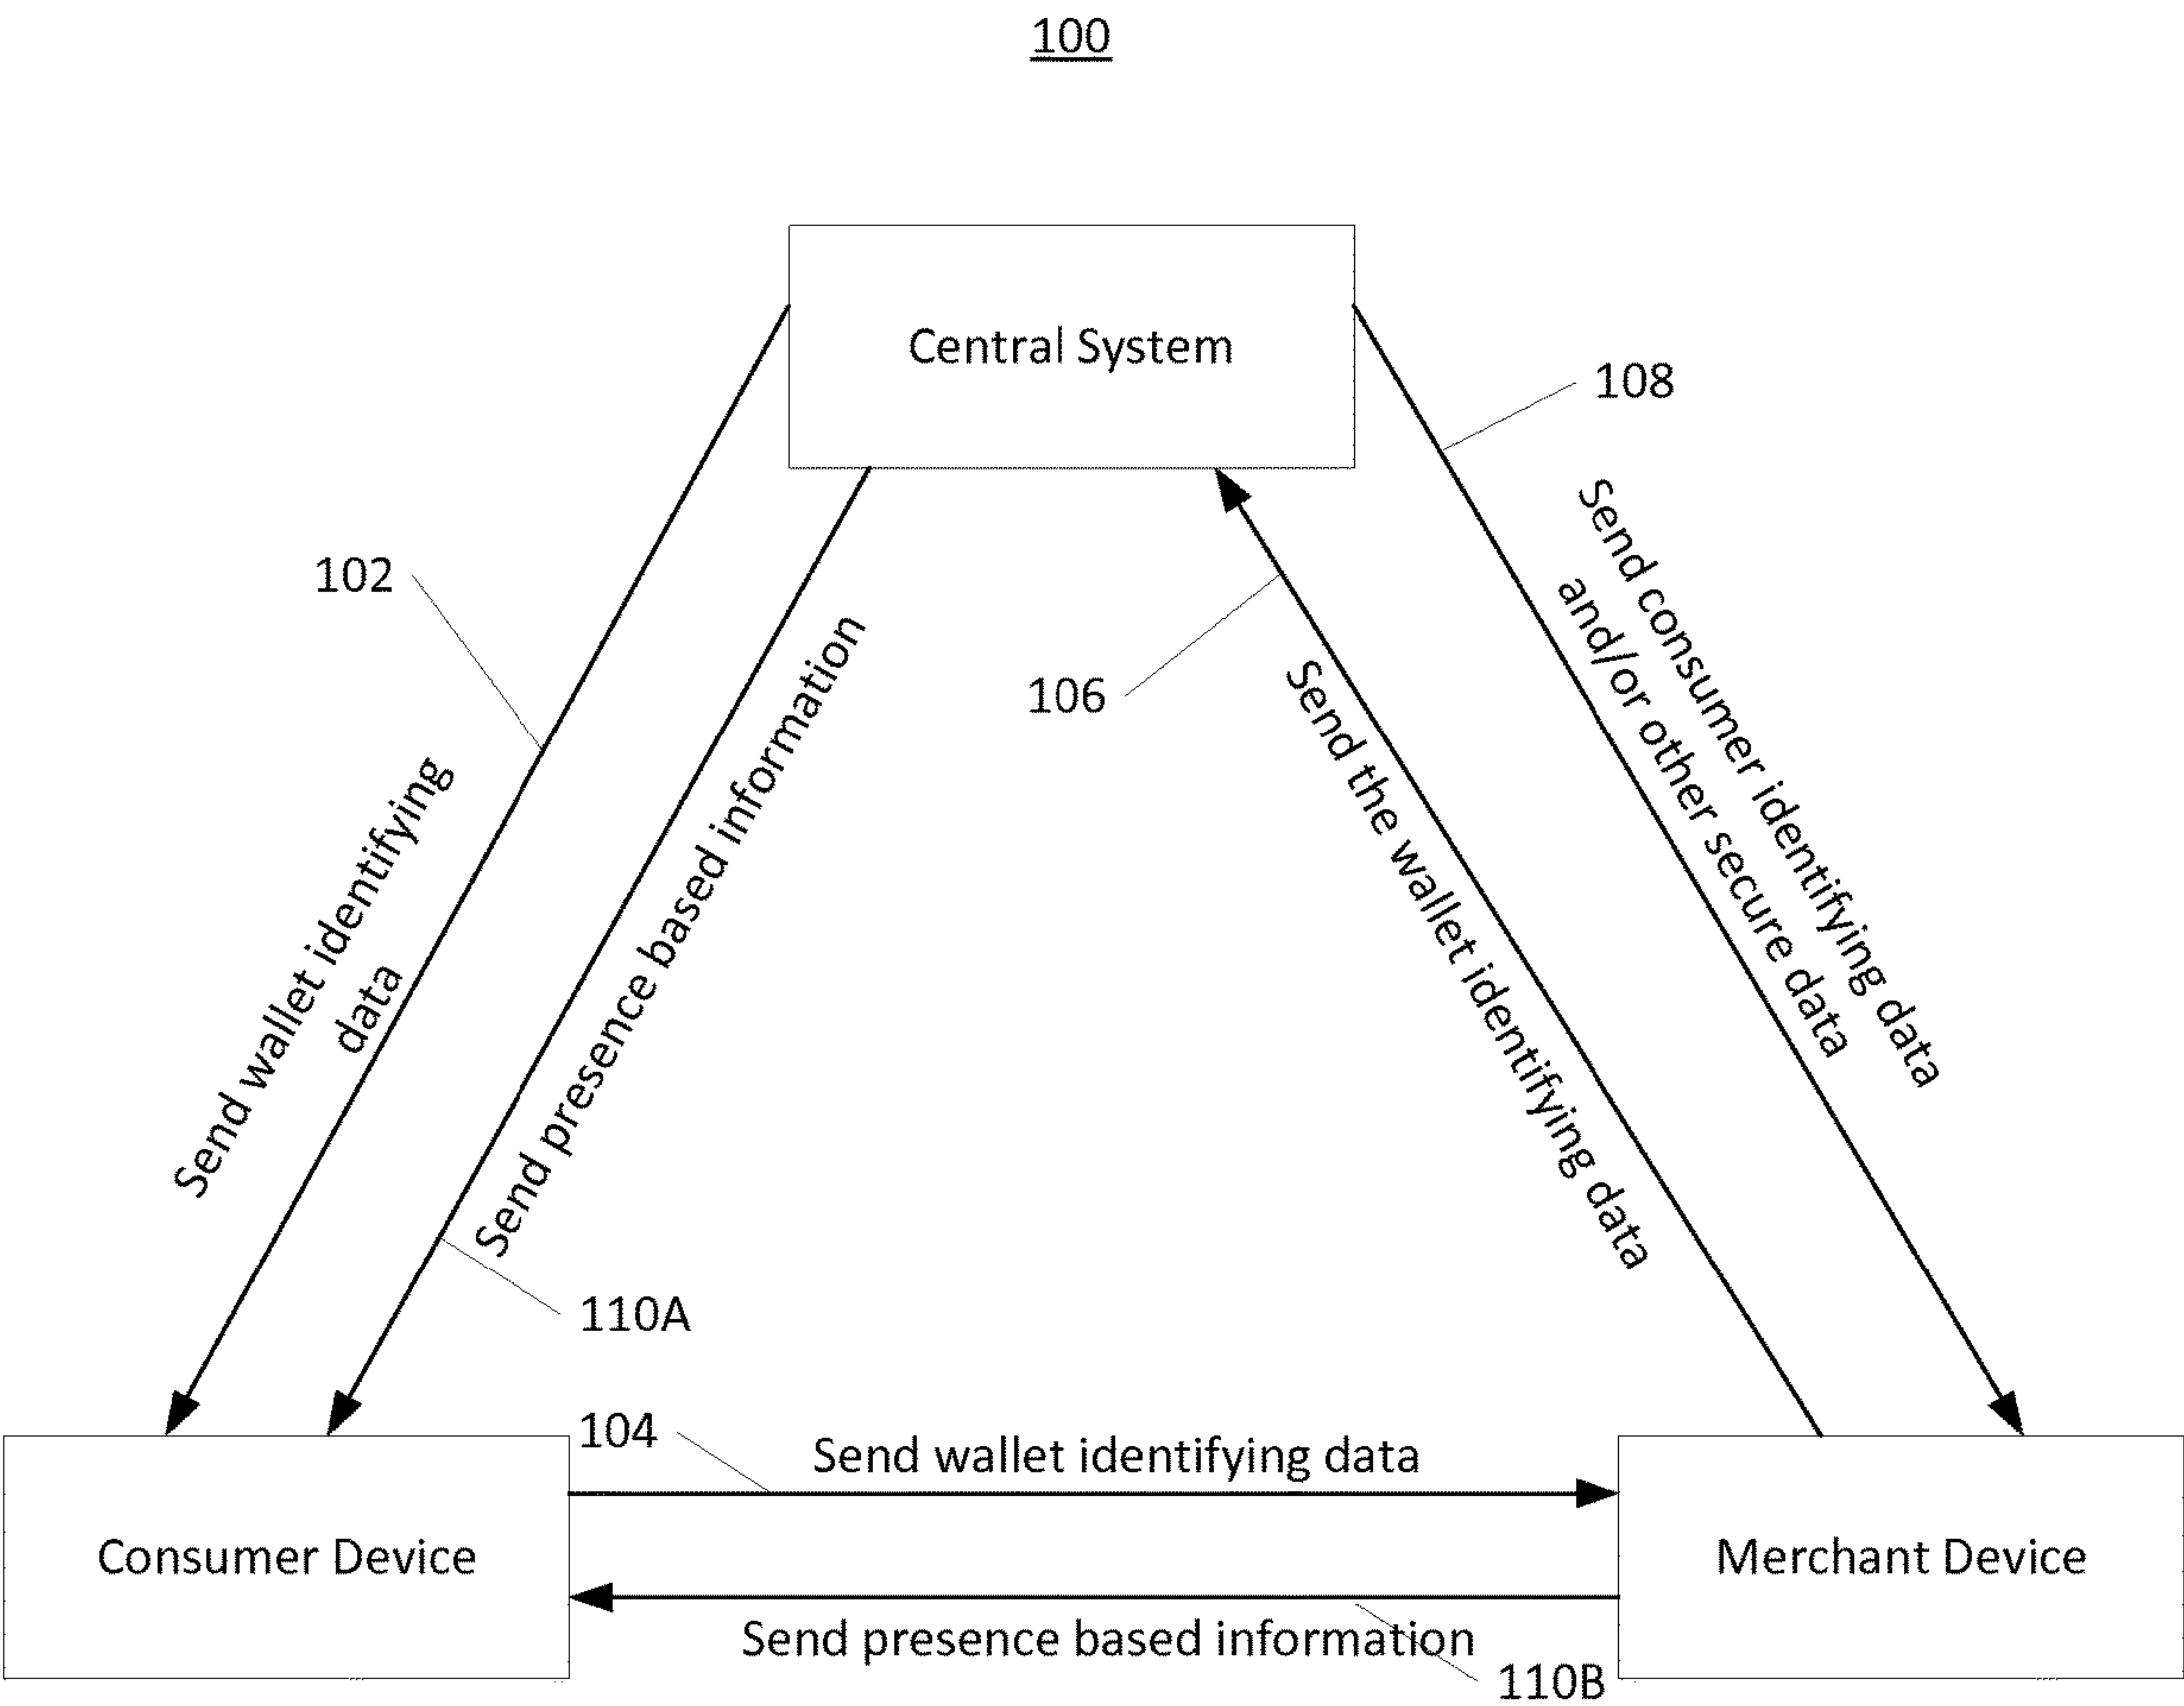 100
Central System
108
102
106
Send wallet identifying
data
Send presence based information
Send the wallet identifying data
Send consumer identifying data
and/or other secure data
110A
104
Send wallet identifying data
Consumer Device
Merchant Device
Send presence based information
110B